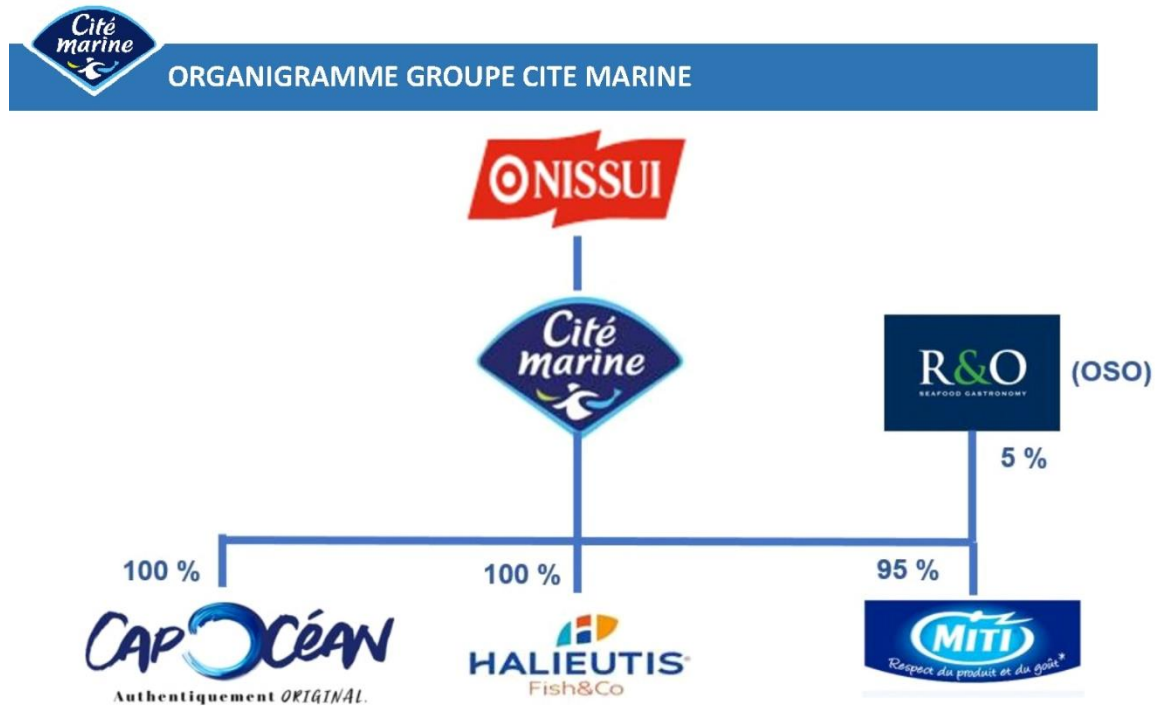 Cité
marine
ORGANIGRAMME GROUPE CITE MARINE
NISSUI
Cité
marine
R&O
SEAFOOD GASTRONOMY
(OSO)
5 %
100 %
100 %
95 %
CAP OCÉAN
Authentiquement ORIGINAL.
HALIEUTIS
Fish&Co
MITI
Respect du produit et du goût*